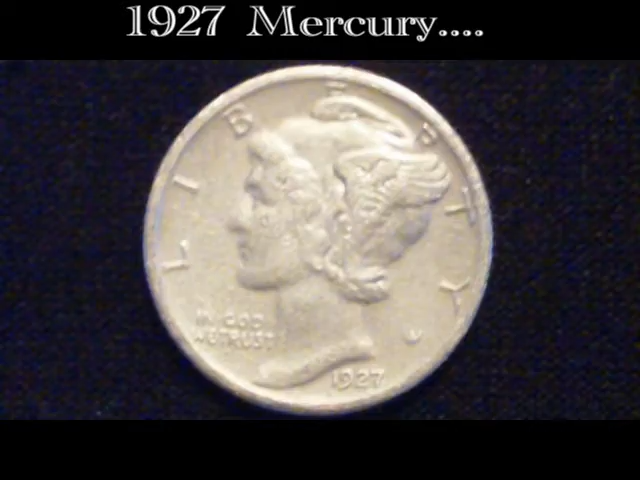 1927 Mercury....
LIBERTY
IN GOD
WE TRUST
1927